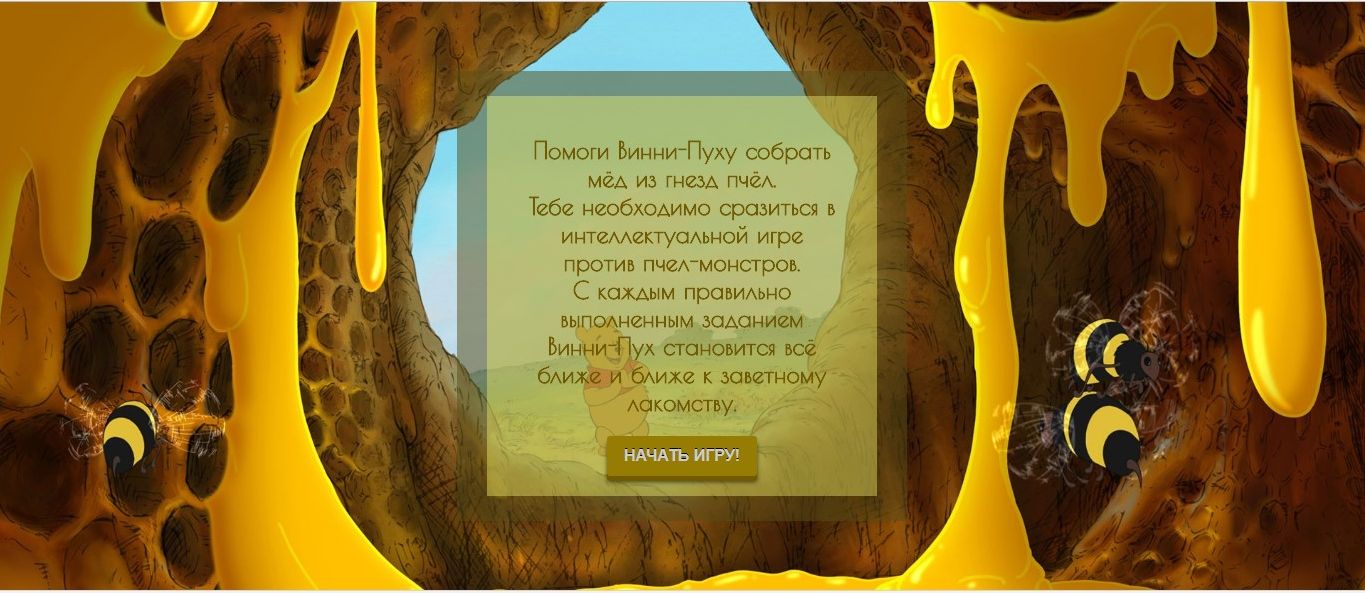 Помоги Винни-Пуху собрать
мёд из гнезд пчёл.
Тебе необходимо сразиться в
интеллектуальной игре
против пчел-монстров.
С каждым правильно
выполненным заданием
Винни-Пух становится всё
ближе и ближе к заветному
лакомству.
НАЧАТЬ ИГРУ!